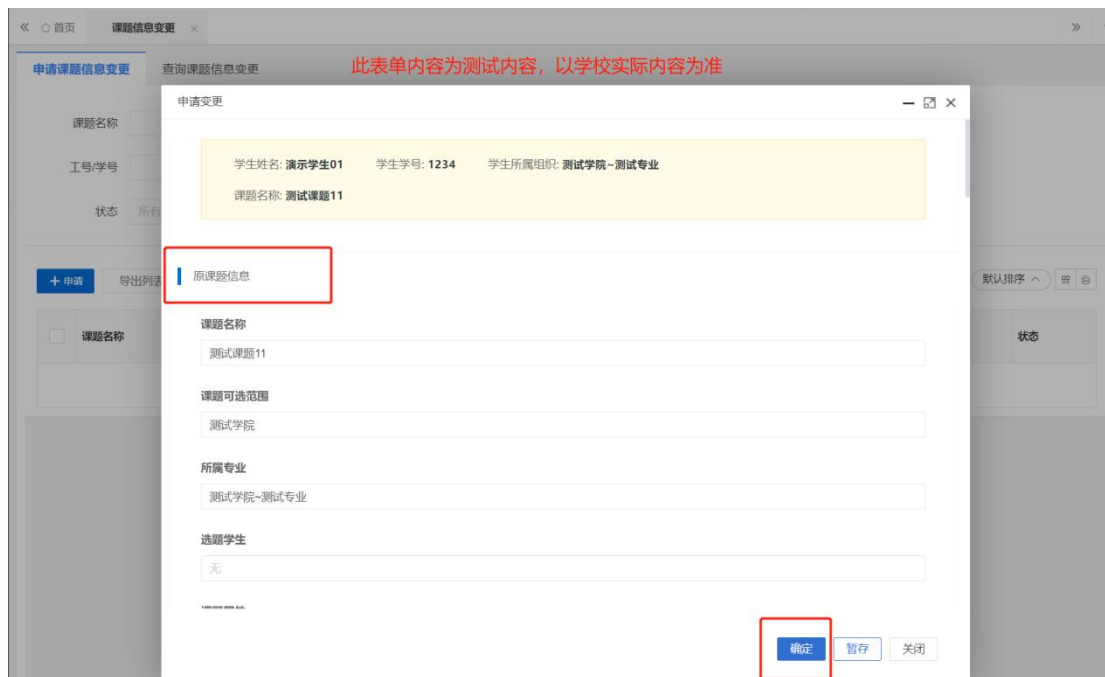 首页 课题信息变更
申请课题信息变更 查询课题信息变更 此表单内容为测试内容，以学校实际内容为准
申请变更
课题名称
学生姓名: 演示学生01 学生学号: 1234 学生所属组织: 测试学院~测试专业
工号/学号
课题名称: 测试课题11
状态 所有
原课题信息
+ 申请 导出列表 默认排序
课题名称
测试课题11
课题名称 状态
课题可选范围
测试学院
所属专业
测试学院~测试专业
选题学生
无
确定 暂存 关闭